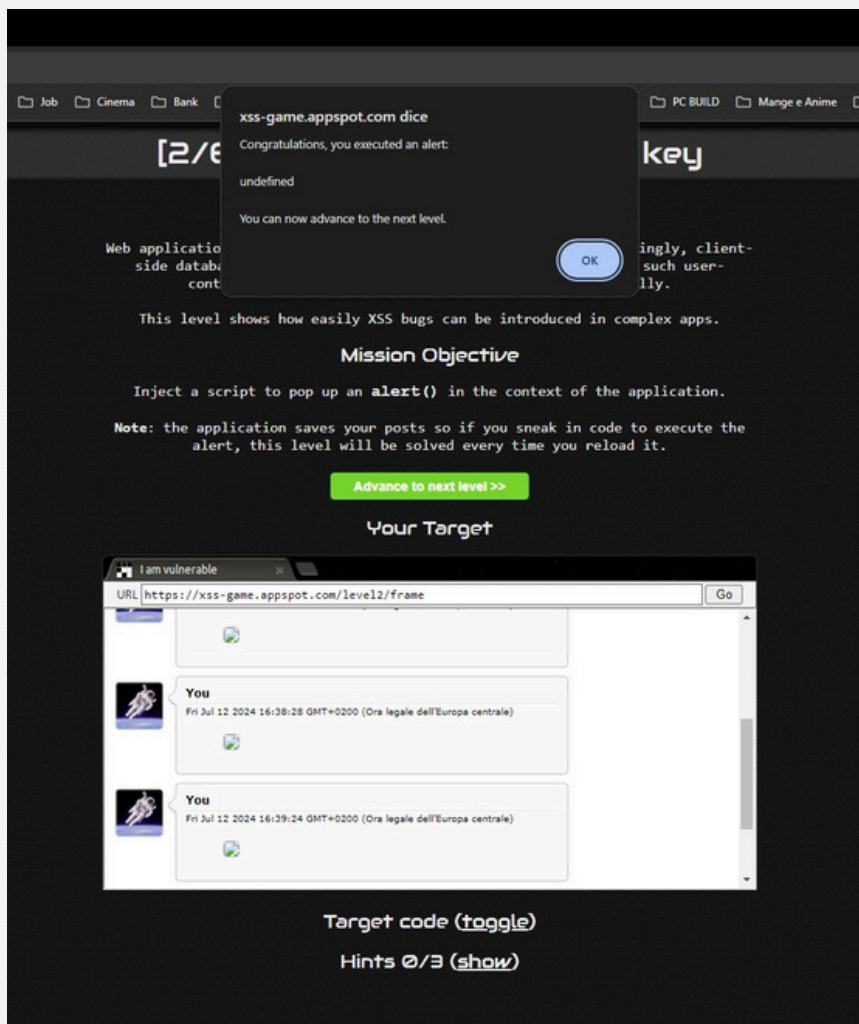 Job Cinema Bank PC BUILD Mange e Anime
xss-game.appspot.com dice
Congratulations, you executed an alert:
undefined
You can now advance to the next level.
OK
[2/6 key
Web applicatio ingly, client-
side databa such user-
cont lly.
This level shows how easily XSS bugs can be introduced in complex apps.
Mission Objective
Inject a script to pop up an alert() in the context of the application.
Note: the application saves your posts so if you sneak in code to execute the
alert, this level will be solved every time you reload it.
Advance to next level >>
Your Target
I am vulnerable
URL https://xss-game.appspot.com/level2/frame Go
You
Fri Jul 12 2024 16:38:28 GMT+0200 (Ora legale dell'Europa centrale)
You
Fri Jul 12 2024 16:39:24 GMT+0200 (Ora legale dell'Europa centrale)
Target code (toggle)
Hints 0/3 (show)